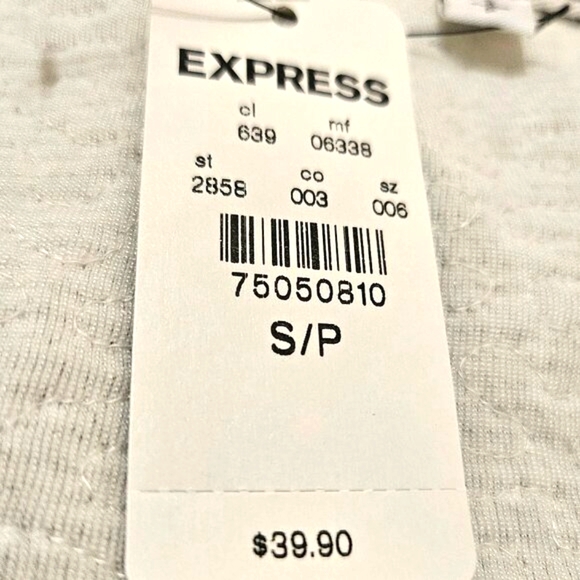 EXPRESS
cl mf
639 06338
st co sz
2858 003 006
75050810
S/P
$39.90